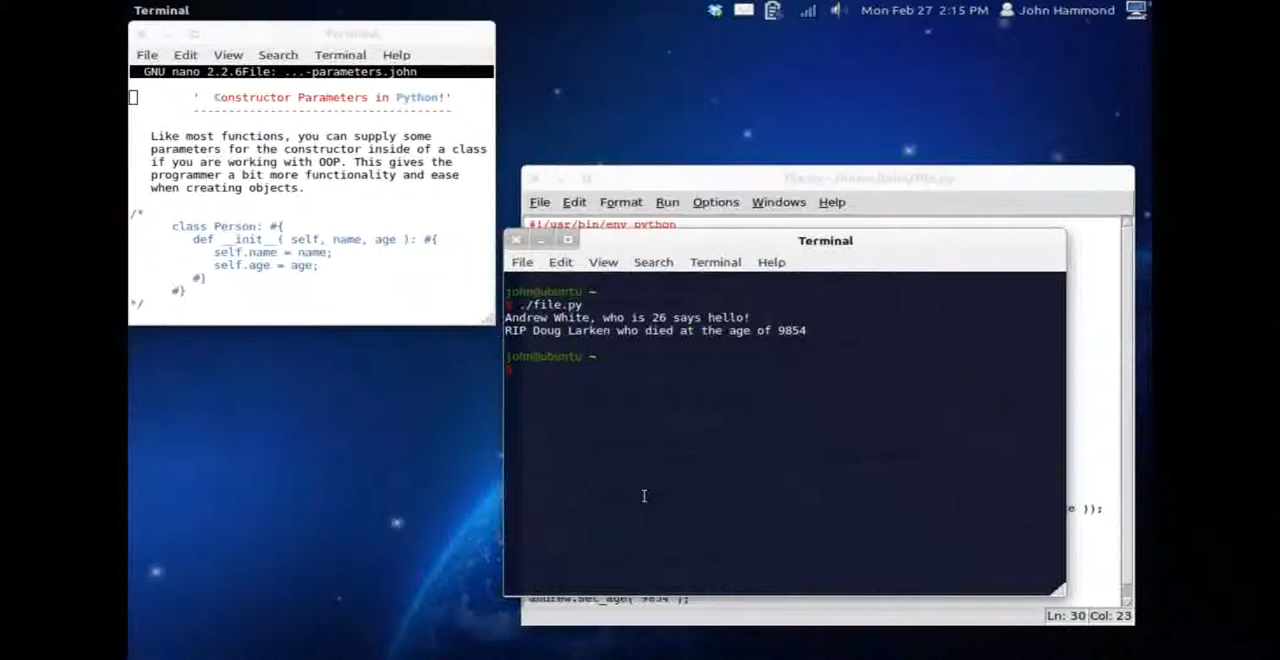 Terminal
Mon Feb 27 2:15 PM John Hammond
Terminal
File Edit View Search Terminal Help
GNU nano 2.2.6File: ...-parameters.john
' Constructor Parameters in Python!'
------------------------------------
Like most functions, you can supply some
parameters for the constructor inside of a class
if you are working with OOP. This gives the
programmer a bit more functionality and ease
when creating objects.
/*
class Person: #{
def __init__( self, name, age ): #{
self.name = name;
self.age = age;
#}
#}
*/
File Edit Format Run Options Windows Help
#!/usr/bin/env python
Terminal
File Edit View Search Terminal Help
john@ubuntu ~
$ ./file.py
Andrew White, who is 26 says hello!
RIP Doug Larken who died at the age of 9854
john@ubuntu ~
$
e ));
andrew.set_age( 9854 );
Ln: 30 Col: 23